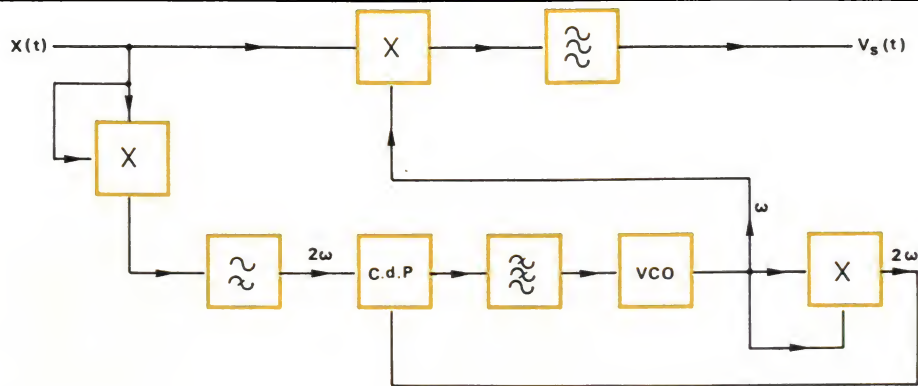 X(t)
X
V_s(t)
X
2ω
C.d.P
VCO
ω
X
2ω